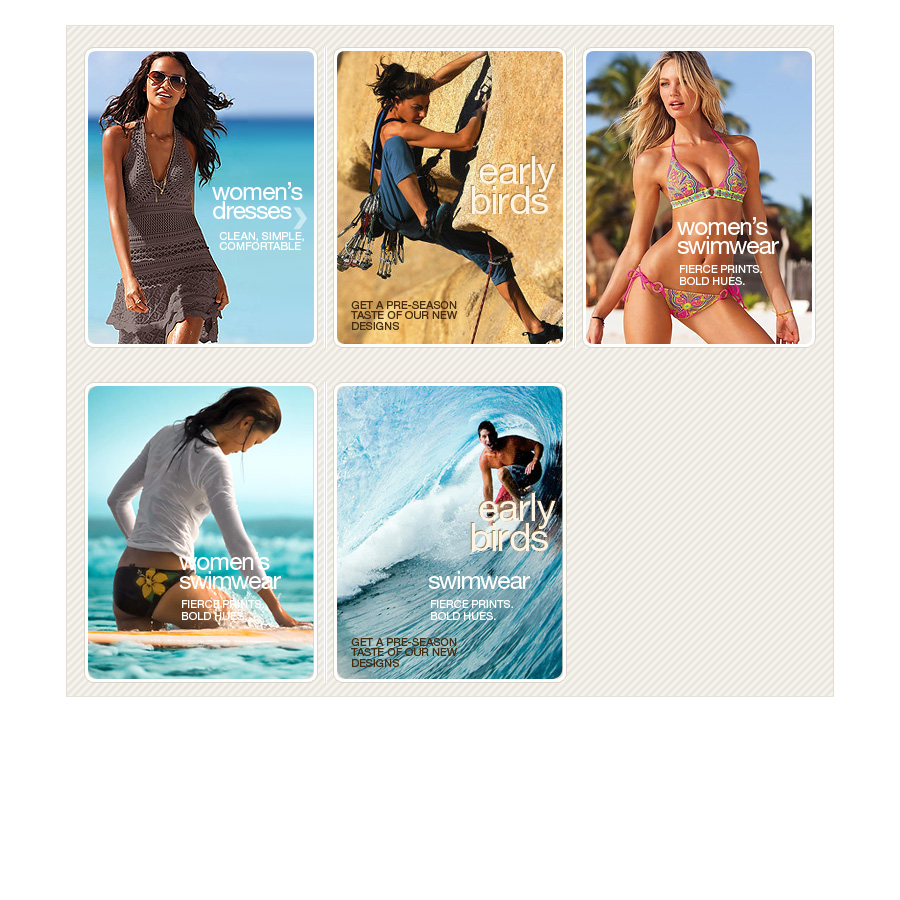 women's
dresses
CLEAN, SIMPLE,
COMFORTABLE
early
birds
GET A PRE-SEASON
TASTE OF OUR NEW
DESIGNS
women's
swimwear
FIERCE PRINTS.
BOLD HUES.
women's
swimwear
FIERCE PRINTS.
BOLD HUES.
early
birds
swimwear
FIERCE PRINTS.
BOLD HUES.
GET A PRE-SEASON
TASTE OF OUR NEW
DESIGNS